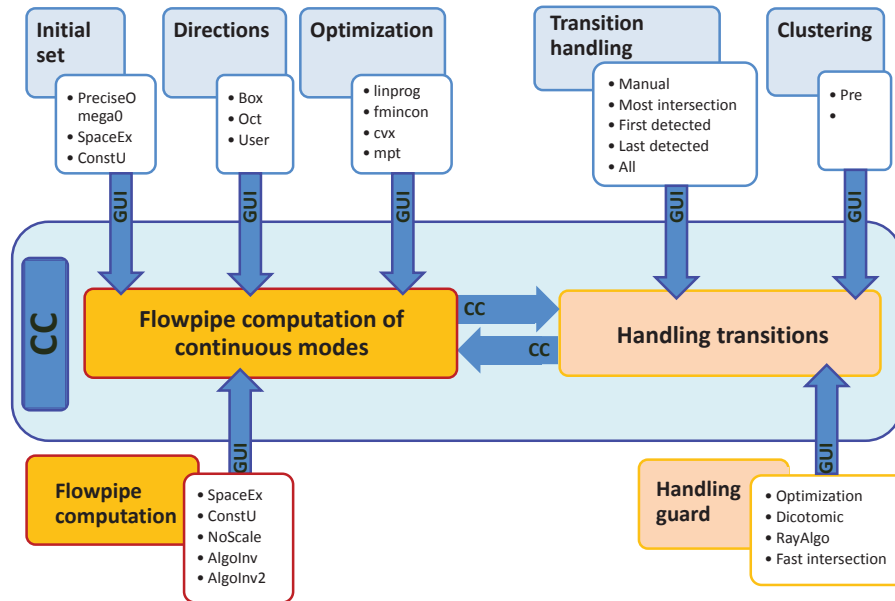 Initial
set
• PreciseO
mega0
• SpaceEx
• ConstU
Directions
• Box
• Oct
• User
Optimization
• linprog
• fmincon
• cvx
• mpt
Transition
handling
• Manual
• Most intersection
• First detected
• Last detected
• All
Clustering
• Pre
•
GUI
GUI
GUI
GUI
GUI
CC
Flowpipe computation of
continuous modes
CC
CC
Handling transitions
GUI
GUI
Flowpipe
computation
• SpaceEx
• ConstU
• NoScale
• AlgoInv
• AlgoInv2
Handling
guard
• Optimization
• Dicotomic
• RayAlgo
• Fast intersection